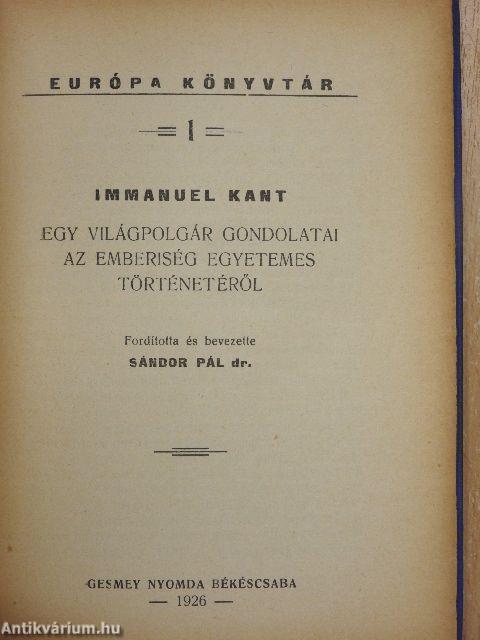 EURÓPA KÖNYVTÁR
1
IMMANUEL KANT
EGY VILÁGPOLGÁR GONDOLATAI
AZ EMBERISÉG EGYETEMES
TÖRTÉNETÉRŐL
Fordította és bevezette
SÁNDOR PÁL dr.
GESMEY NYOMDA BÉKÉSCSABA
— 1926 —
Antikvárium.hu